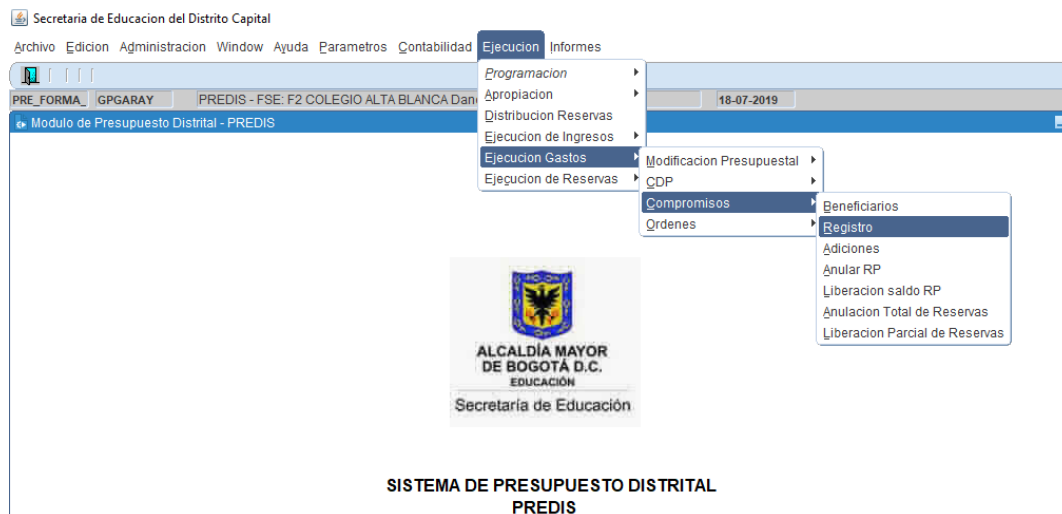 Secretaria de Educacion del Distrito Capital
Archivo Edicion Administracion Window Ayuda Parametros Contabilidad Ejecucion Informes
PRE_FORMA_ GPGARAY PREDIS - FSE: F2 COLEGIO ALTA BLANCA Dan 18-07-2019
Modulo de Presupuesto Distrital - PREDIS
Programacion
Apropiacion
Distribucion Reservas
Ejecucion de Ingresos
Ejecucion Gastos
Ejecucion de Reservas
Modificacion Presupuestal
CDP
Compromisos
Ordenes
Beneficiarios
Registro
Adiciones
Anular RP
Liberacion saldo RP
Anulacion Total de Reservas
Liberacion Parcial de Reservas
ALCALDÍA MAYOR
DE BOGOTÁ D.C.
EDUCACIÓN
Secretaría de Educación
SISTEMA DE PRESUPUESTO DISTRITAL
PREDIS